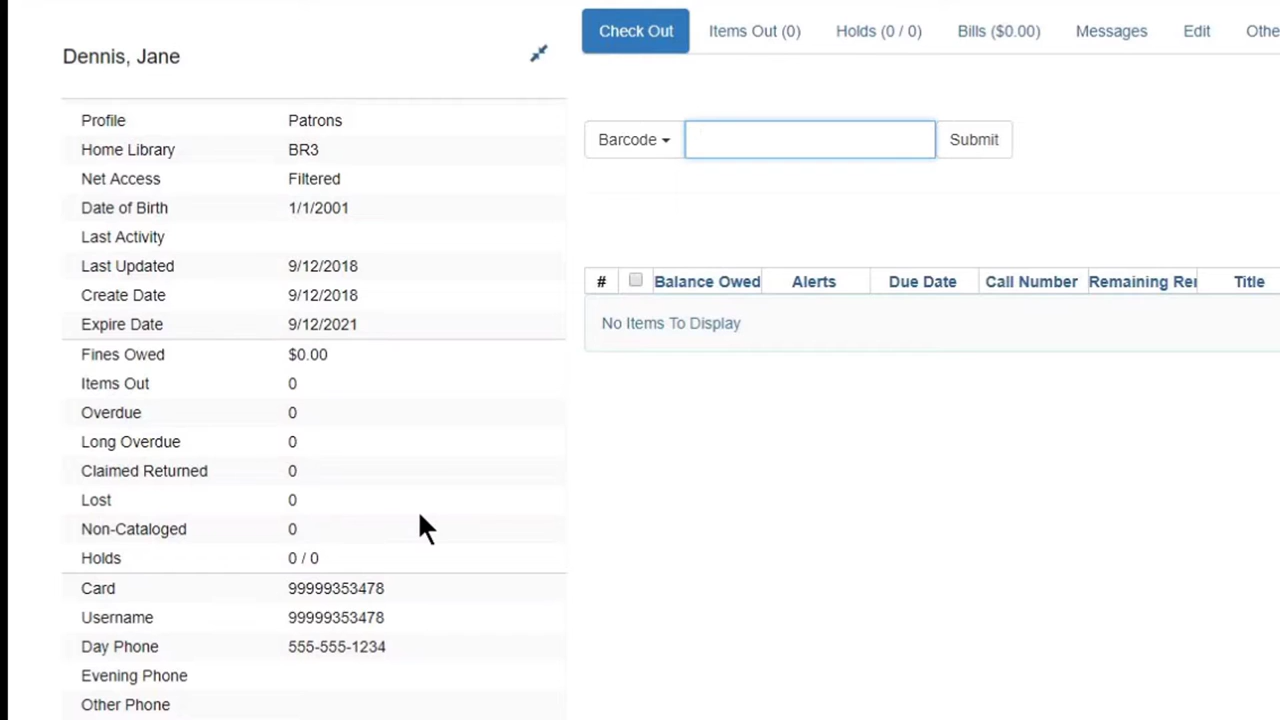 Dennis, Jane
Profile Patrons
Home Library BR3
Net Access Filtered
Date of Birth 1/1/2001
Last Activity
Last Updated 9/12/2018
Create Date 9/12/2018
Expire Date 9/12/2021
Fines Owed $0.00
Items Out 0
Overdue 0
Long Overdue 0
Claimed Returned 0
Lost 0
Non-Cataloged 0
Holds 0 / 0
Card 99999353478
Username 99999353478
Day Phone 555-555-1234
Evening Phone
Other Phone
Check Out Items Out (0) Holds (0 / 0) Bills ($0.00) Messages Edit Othe
Barcode Submit
# Balance Owed Alerts Due Date Call Number Remaining Rei Title
No Items To Display